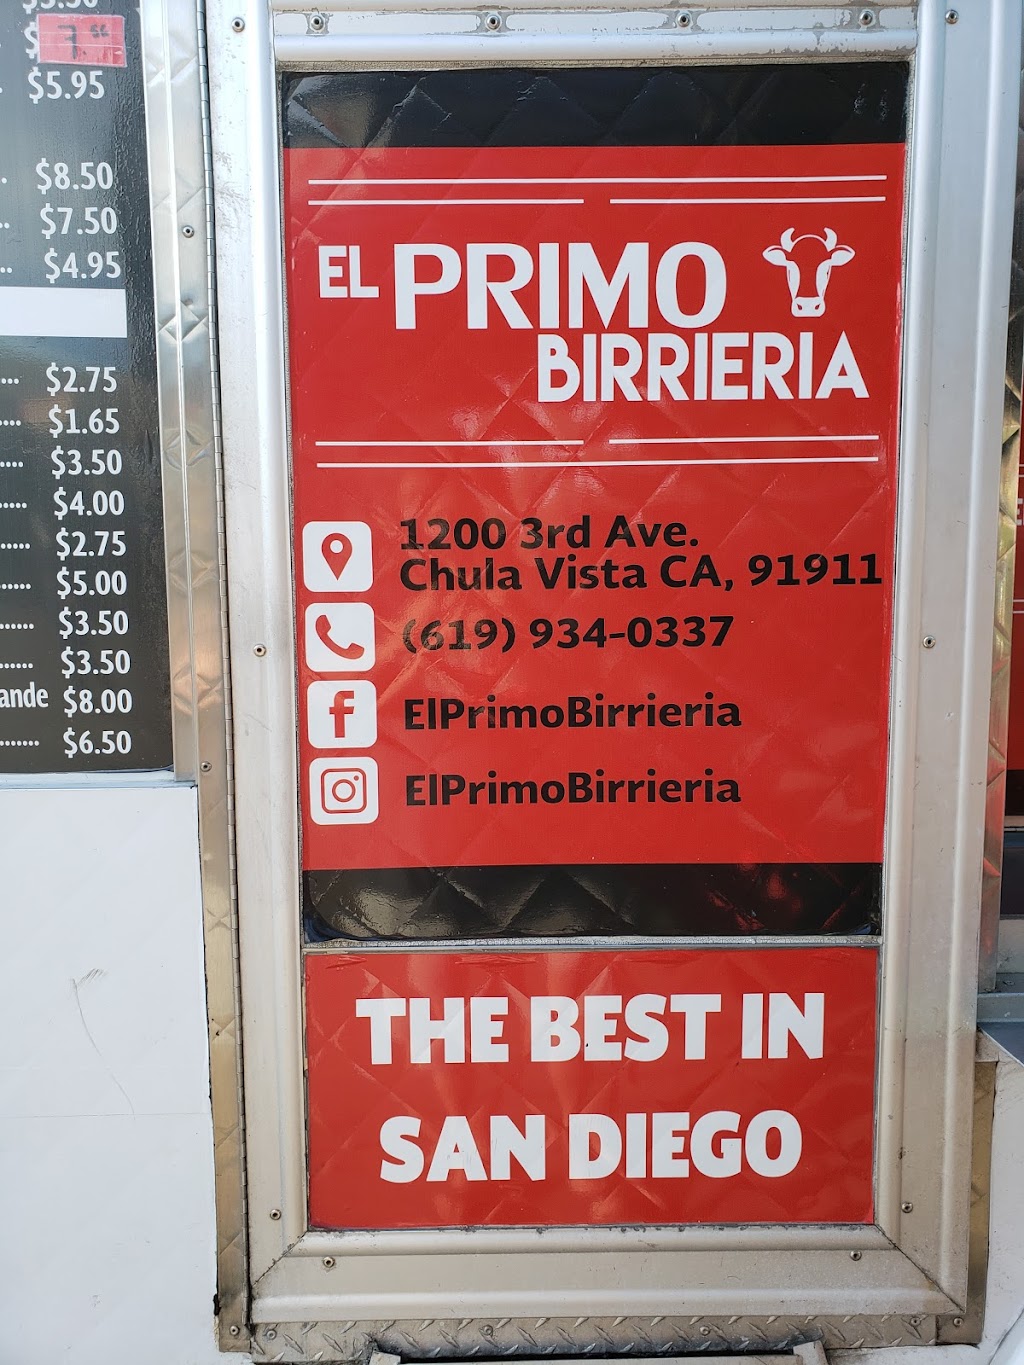 $ 7.50
$5.95
$8.50
$7.50
$4.95
$2.75
$1.65
$3.50
$4.00
$2.75
$5.00
$3.50
$3.50
ande $8.00
$6.50
EL PRIMO
BIRRIERIA
1200 3rd Ave.
Chula Vista CA, 91911
(619) 934-0337
ElPrimoBirrieria
ElPrimoBirrieria
THE BEST IN
SAN DIEGO